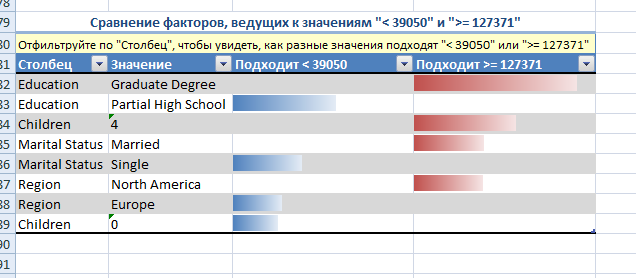 78
79 Сравнение факторов, ведущих к значениям "< 39050" и ">= 127371"
80 Отфильтруйте по "Столбец", чтобы увидеть, как разные значения подходят "< 39050" или ">= 127371"
81 Столбец Значение Подходит < 39050 Подходит >= 127371
82 Education Graduate Degree
83 Education Partial High School
84 Children 4
85 Marital Status Married
86 Marital Status Single
87 Region North America
88 Region Europe
89 Children 0
90
91